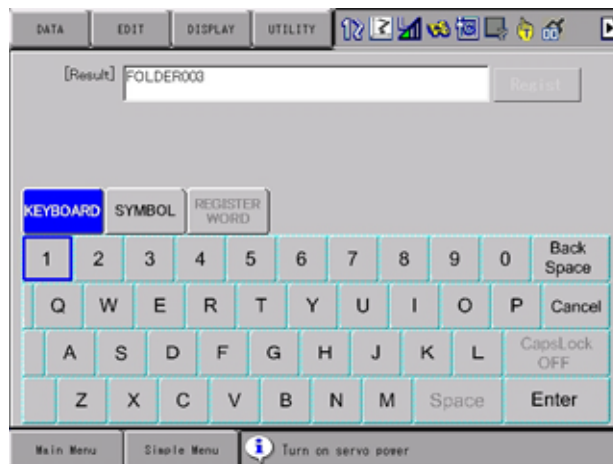 DATA EDIT DISPLAY UTILITY
[Result] FOLDER003 Regist
KEYBOARD SYMBOL REGISTER WORD
1 2 3 4 5 6 7 8 9 0 Back Space
Q W E R T Y U I O P Cancel
A S D F G H J K L CapsLock OFF
Z X C V B N M Space Enter
Main Menu Simple Menu Turn on servo power